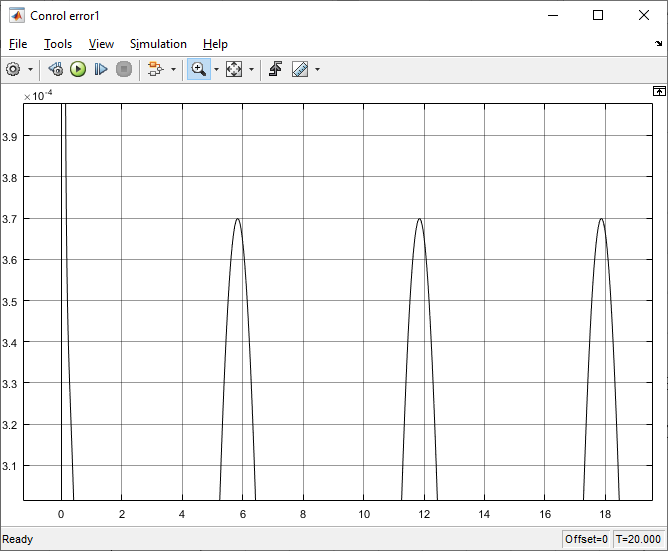 Conrol error1
File Tools View Simulation Help
×10⁻⁴
3.9
3.8
3.7
3.6
3.5
3.4
3.3
3.2
3.1
0 2 4 6 8 10 12 14 16 18
Ready Offset=0 T=20.000